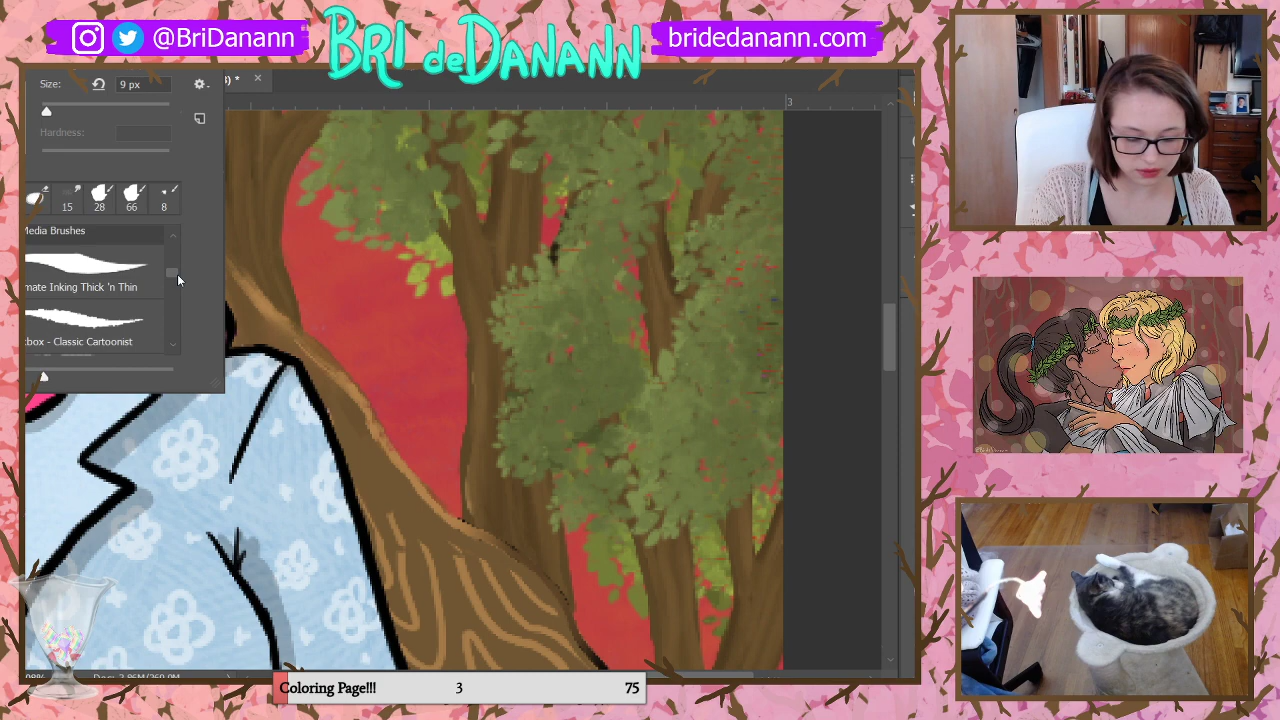 @BriDanann
BRI deDANANN
bridedanann.com
Size:
9 px
3) *
×
3
Hardness:
15
28
66
8
Media Brushes
mate Inking Thick 'n Thin
box - Classic Cartoonist
Coloring Page!!!
3
75